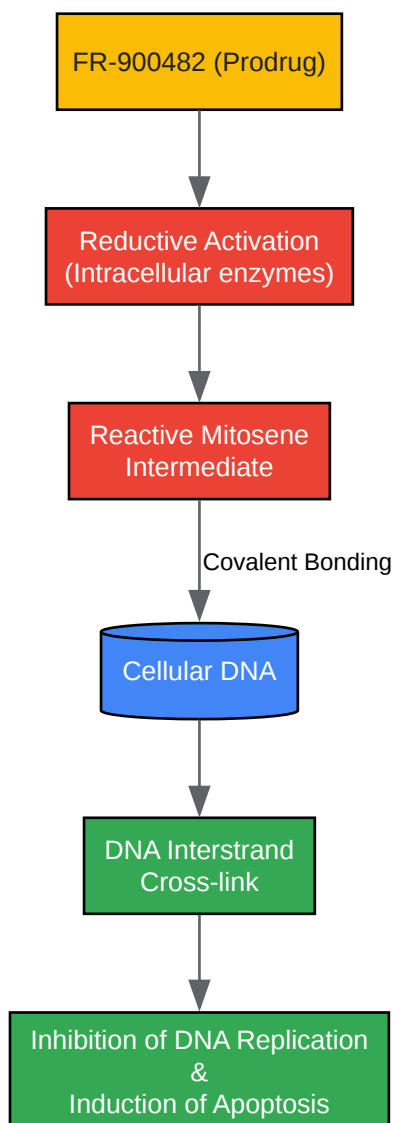 FR-900482 (Prodrug)
Reductive Activation
(Intracellular enzymes)
Reactive Mitosene
Intermediate
Covalent Bonding
Cellular DNA
DNA Interstrand
Cross-link
Inhibition of DNA Replication
&
Induction of Apoptosis